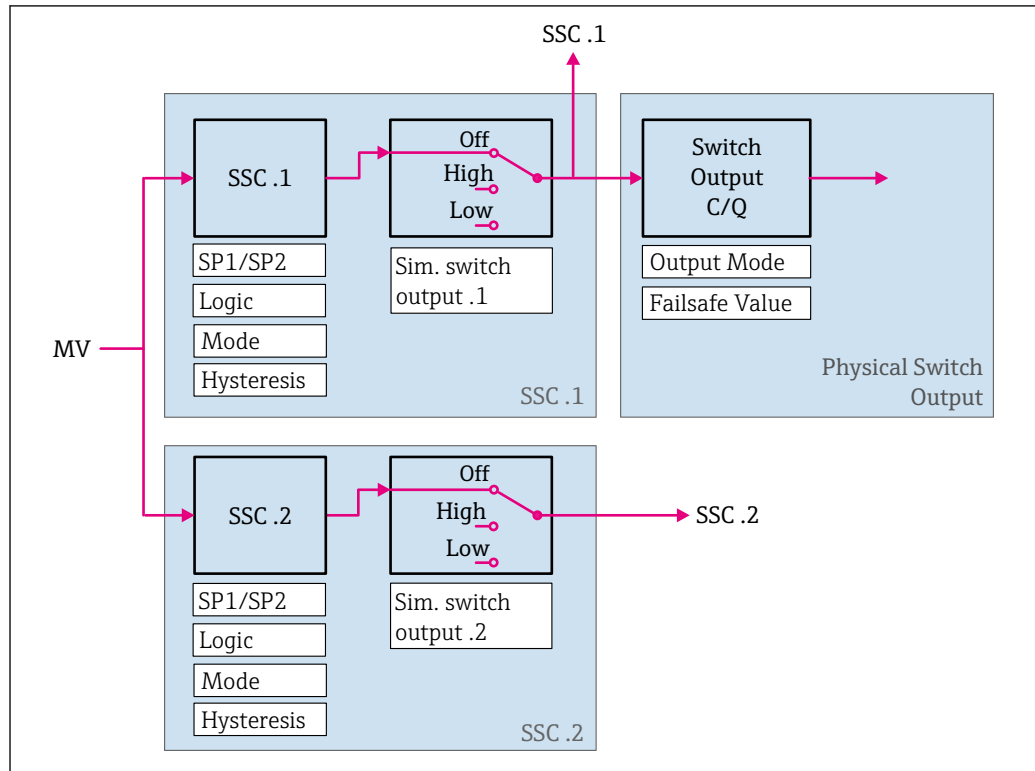 SSC .1
SSC .1
SP1/SP2
Logic
Mode
Hysteresis
Off
High
Low
Sim. switch
output .1
SSC .1
Switch
Output
C/Q
Output Mode
Failsafe Value
Physical Switch
Output
MV
SSC .2
SP1/SP2
Logic
Mode
Hysteresis
Off
High
Low
Sim. switch
output .2
SSC .2
SSC .2